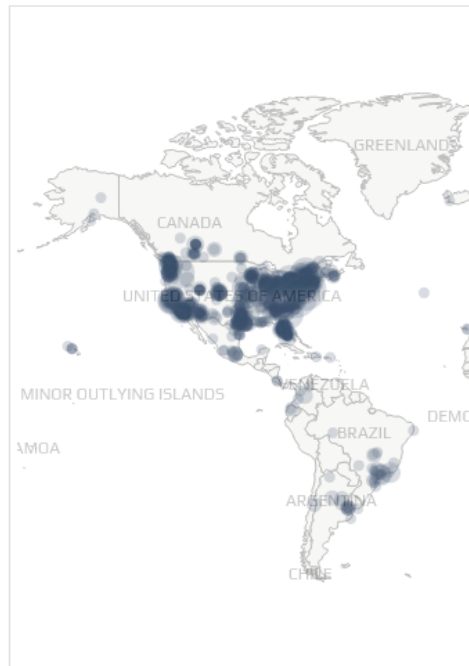 GREENLAND
CANADA
UNITED STATES OF AMERICA
MINOR OUTLYING ISLANDS
VENEZUELA
DEMO
BRAZIL
AMOA
ARGENTINA
CHILE